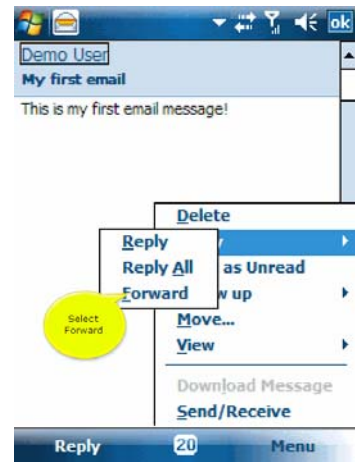 ok
Demo User
My first email
This is my first email message!
Delete
Reply
y
Reply All
as Unread
Forward
w up
Select
Forward
Move...
View
Download Message
Send/Receive
Reply
20
Menu